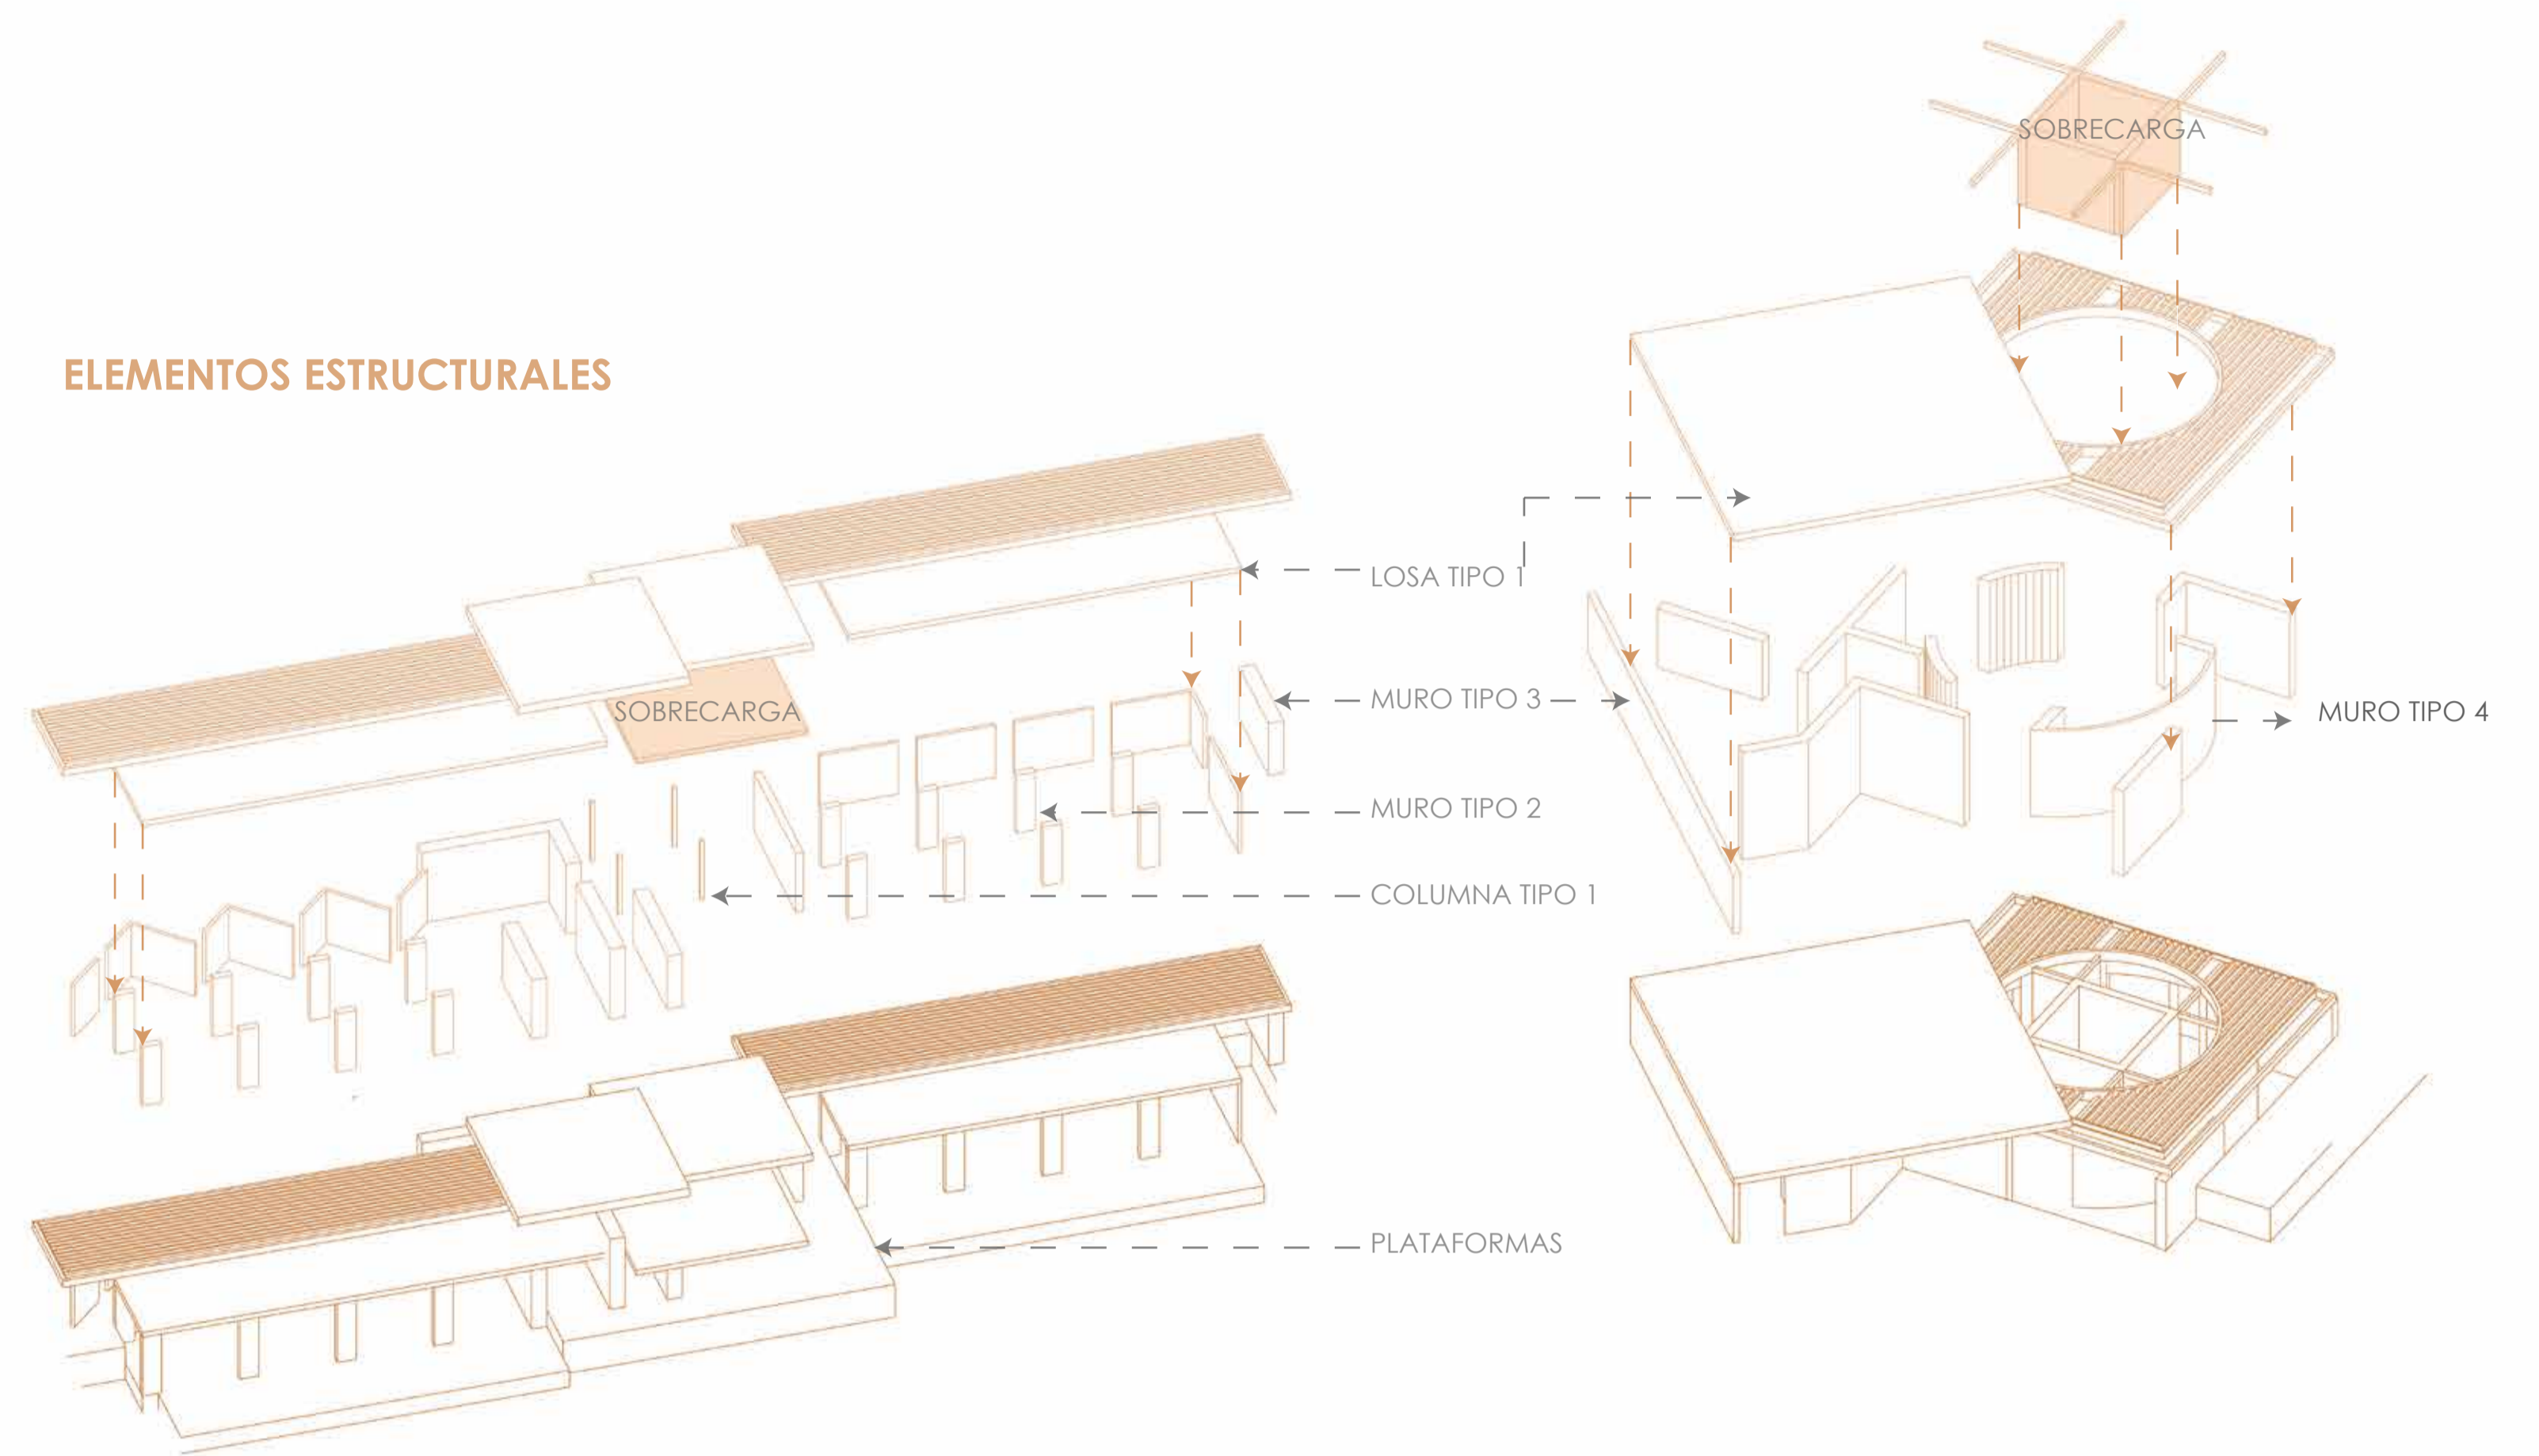 SOBRECARGA
ELEMENTOS ESTRUCTURALES
LOSA TIPO 1
SOBRECARGA
MURO TIPO 3
MURO TIPO 4
MURO TIPO 2
COLUMNA TIPO 1
PLATAFORMAS